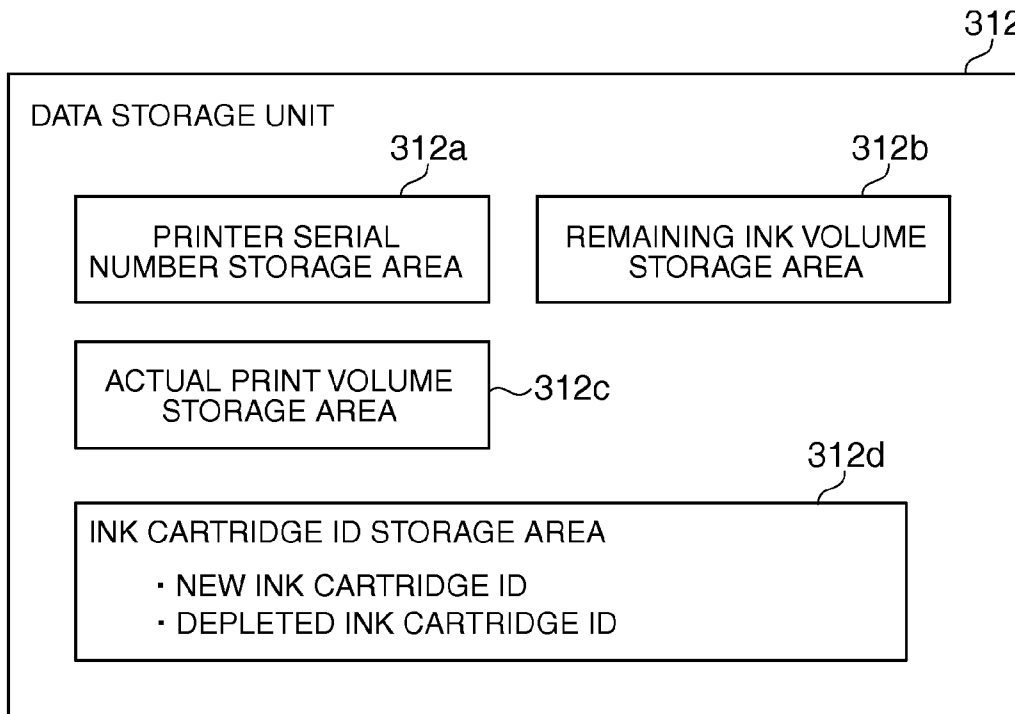 312
DATA STORAGE UNIT
312a
312b
PRINTER SERIAL
NUMBER STORAGE AREA
REMAINING INK VOLUME
STORAGE AREA
ACTUAL PRINT VOLUME
STORAGE AREA
312c
312d
INK CARTRIDGE ID STORAGE AREA
・NEW INK CARTRIDGE ID
・DEPLETED INK CARTRIDGE ID